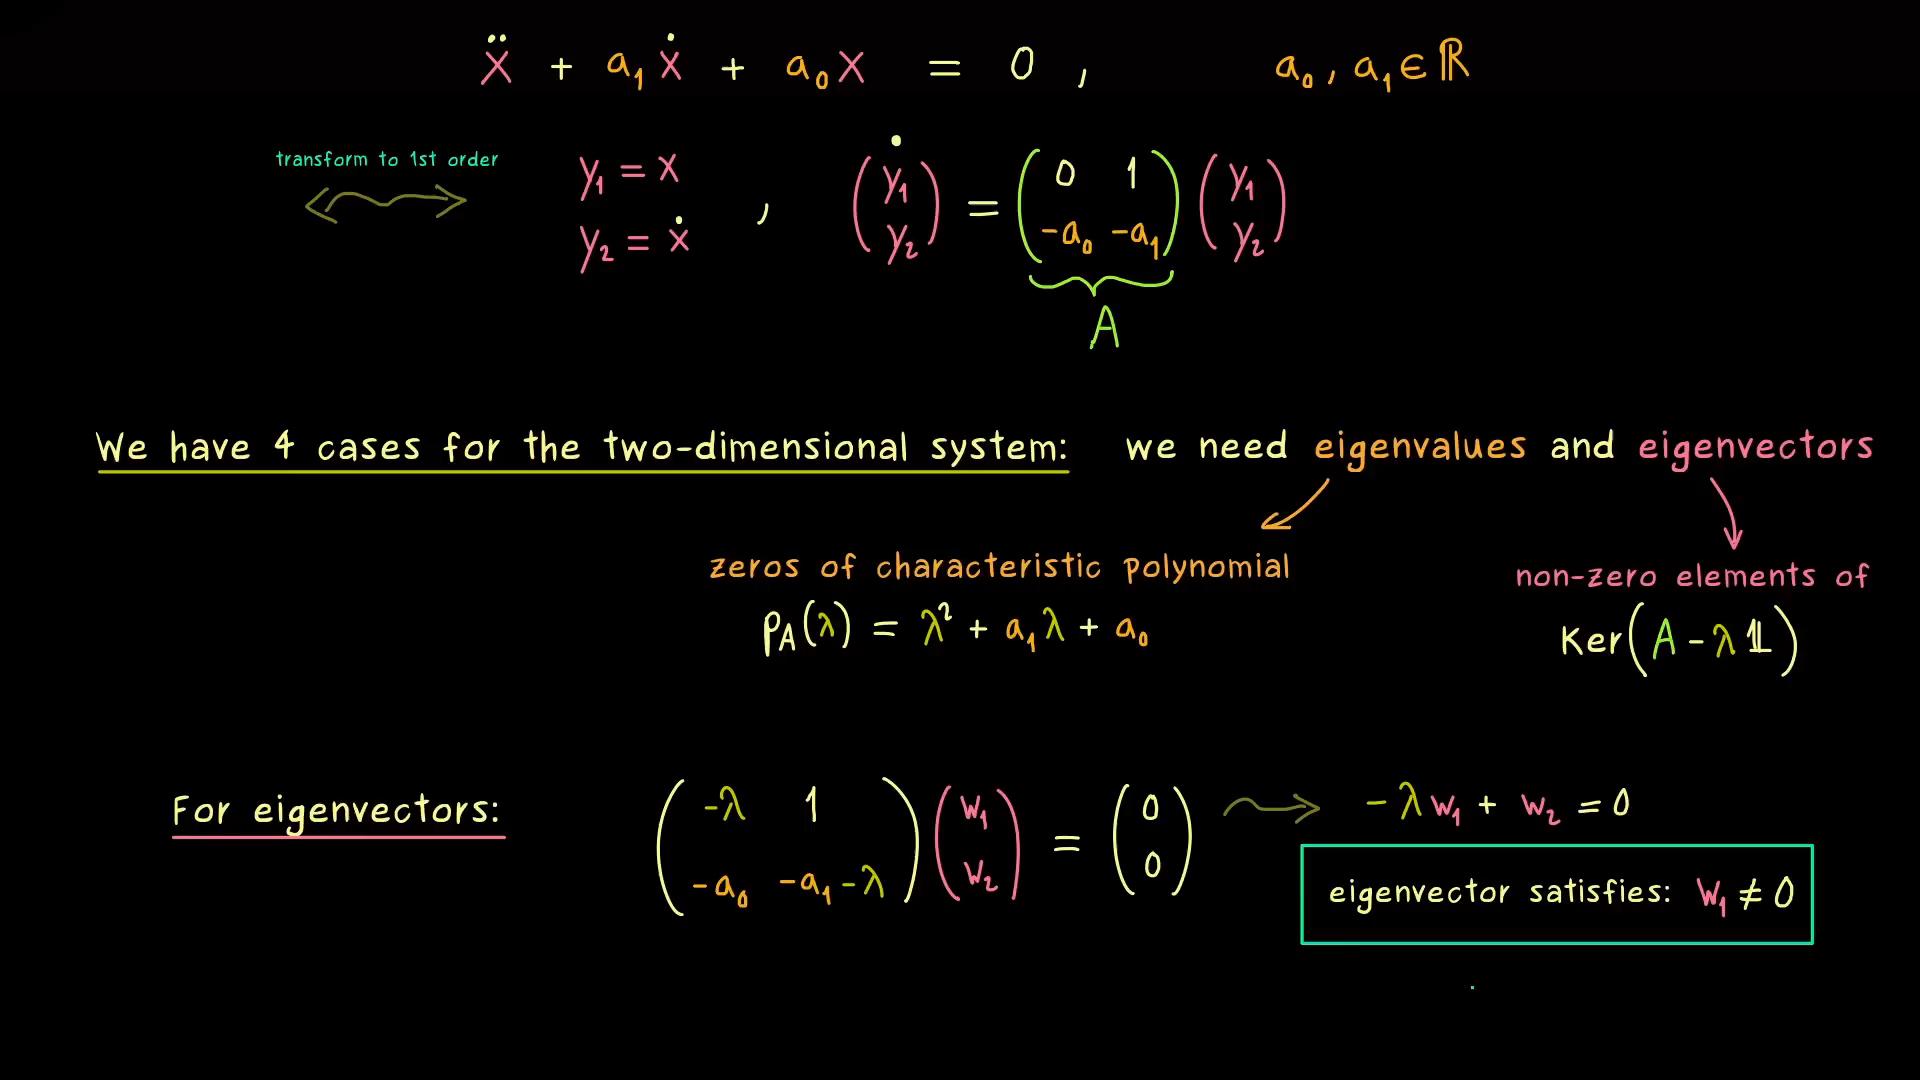 ẍ + a₁ẋ + a₀x = 0 , a₀, a₁ ∈ ℝ
transform to 1st order
y₁ = x
y₂ = ẋ , (y₁ y₂)˙ = (0 1 -a₀ -a₁) (y₁ y₂)
A
We have 4 cases for the two-dimensional system: we need eigenvalues and eigenvectors
zeros of characteristic polynomial
non-zero elements of
p_A(λ) = λ² + a₁λ + a₀
Ker(A - λ𝟙)
For eigenvectors: (-λ 1 -a₀ -a₁-λ) (w₁ w₂) = (0 0)
-λw₁ + w₂ = 0
eigenvector satisfies: w₁ ≠ 0